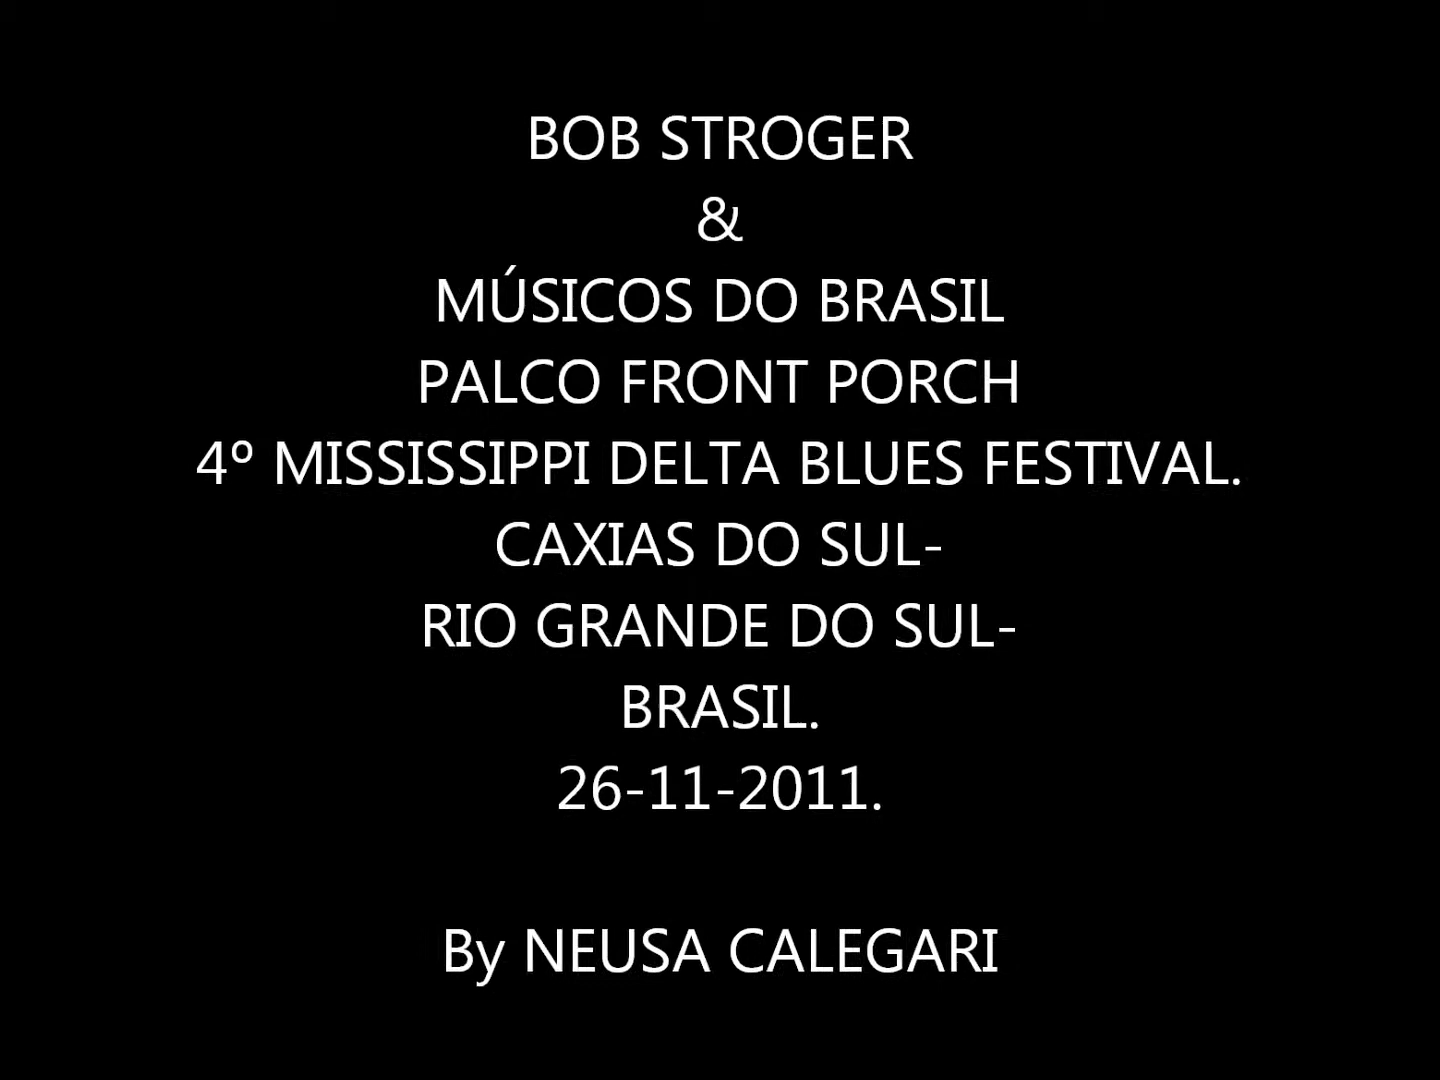 BOB STROGER
&
MÚSICOS DO BRASIL
PALCO FRONT PORCH
4º MISSISSIPPI DELTA BLUES FESTIVAL.
CAXIAS DO SUL-
RIO GRANDE DO SUL-
BRASIL.
26-11-2011.
By NEUSA CALEGARI